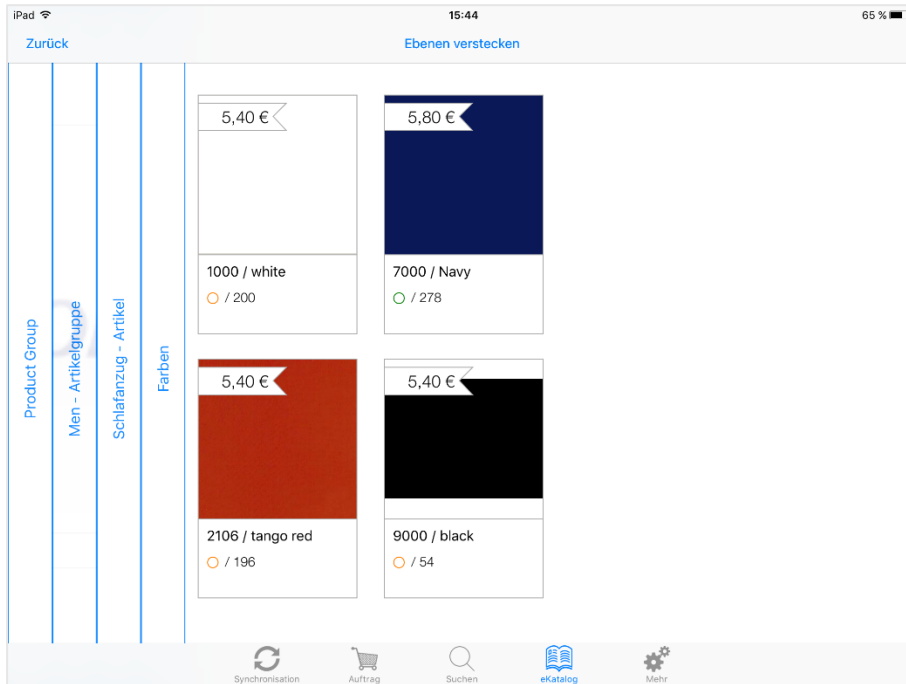 iPad
15:44
65 %
Zurück
Ebenen verstecken
Product Group
Men - Artikelgruppe
Schlafanzug - Artikel
Farben
5,40 €
1000 / white
/ 200
5,80 €
7000 / Navy
/ 278
5,40 €
2106 / tango red
/ 196
5,40 €
9000 / black
/ 54
Synchronisation
Auftrag
Suchen
eKatalog
Mehr